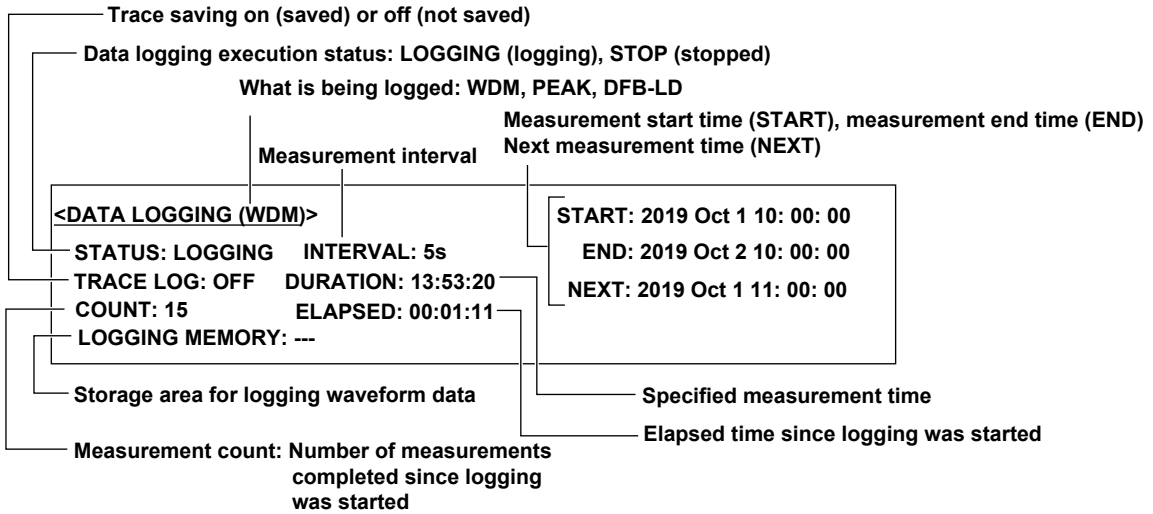 Trace saving on (saved) or off (not saved)
Data logging execution status: LOGGING (logging), STOP (stopped)
What is being logged: WDM, PEAK, DFB-LD
Measurement start time (START), measurement end time (END)
Next measurement time (NEXT)
Measurement interval
<DATA LOGGING (WDM)>
STATUS: LOGGING
INTERVAL: 5s
TRACE LOG: OFF
DURATION: 13:53:20
COUNT: 15
ELAPSED: 00:01:11
LOGGING MEMORY: ---
START: 2019 Oct 1 10: 00: 00
END: 2019 Oct 2 10: 00: 00
NEXT: 2019 Oct 1 11: 00: 00
Storage area for logging waveform data
Specified measurement time
Elapsed time since logging was started
Measurement count: Number of measurements
completed since logging
was started